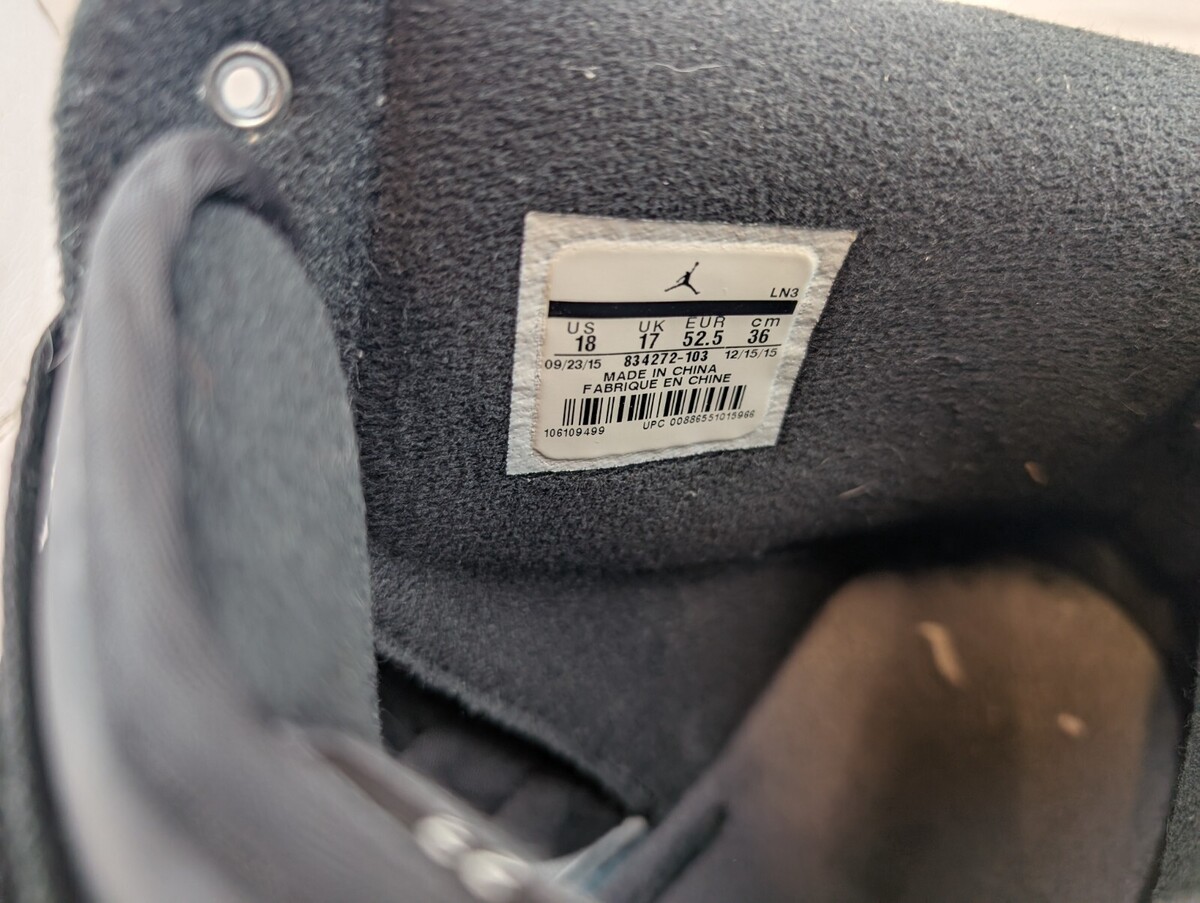 LN3
US UK EUR cm
18 17 52.5 36
09/23/15 834272-103 12/15/15
MADE IN CHINA
FABRIQUE EN CHINE
106109499 UPC 00886551015966